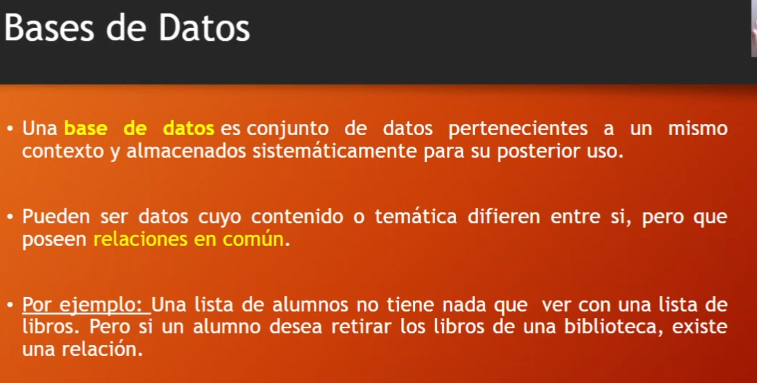 Bases de Datos
• Una base de datos es conjunto de datos pertenecientes a un mismo
contexto y almacenados sistemáticamente para su posterior uso.
• Pueden ser datos cuyo contenido o temática difieren entre si, pero que
poseen relaciones en común.
• Por ejemplo: Una lista de alumnos no tiene nada que ver con una lista de
libros. Pero si un alumno desea retirar los libros de una biblioteca, existe
una relación.